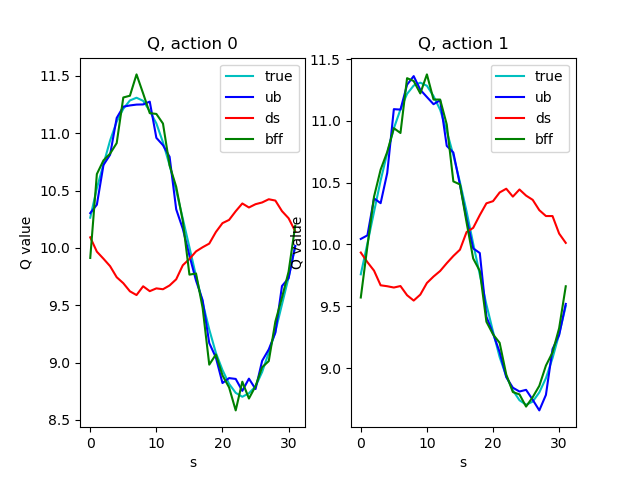 Q, action 0
Q value
11.5
11.0
10.5
10.0
9.5
9.0
8.5
0
10
20
30
s
true
ub
ds
bff
Q, action 1
Q value
11.5
11.0
10.5
10.0
9.5
9.0
0
10
20
30
s
true
ub
ds
bff